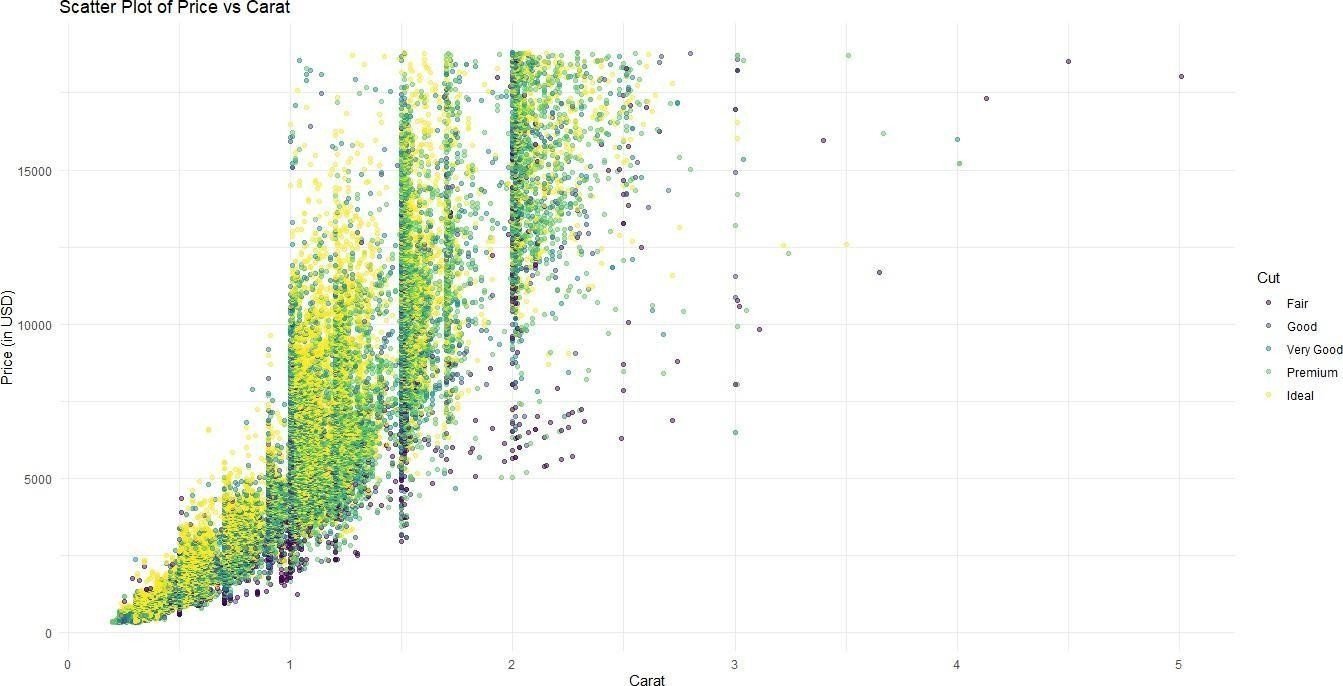 Scatter Plot of Price vs Carat
Price (in USD)
15000
10000
5000
0
0 1 2 3 4 5
Carat
Cut
Fair
Good
Very Good
Premium
Ideal